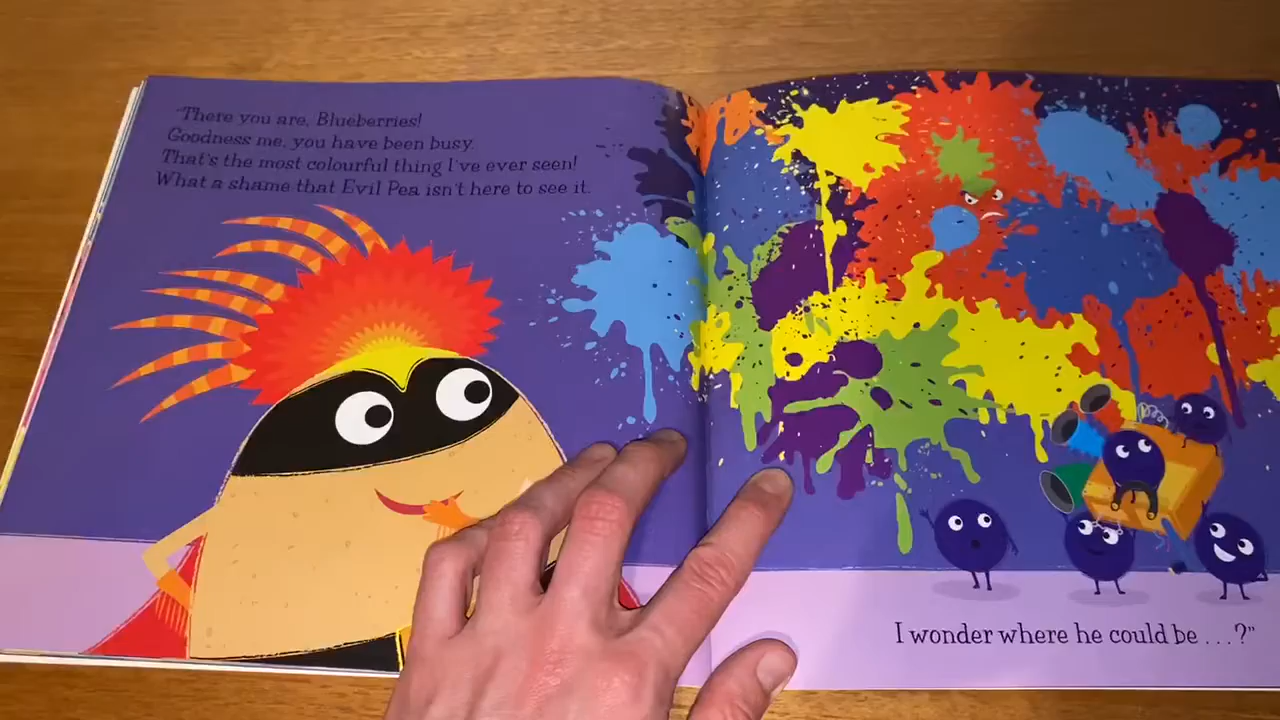 "There you are, Blueberries!
Goodness me, you have been busy.
That's the most colourful thing I've ever seen!
What a shame that Evil Pea isn't here to see it.
I wonder where he could be . . . ?"